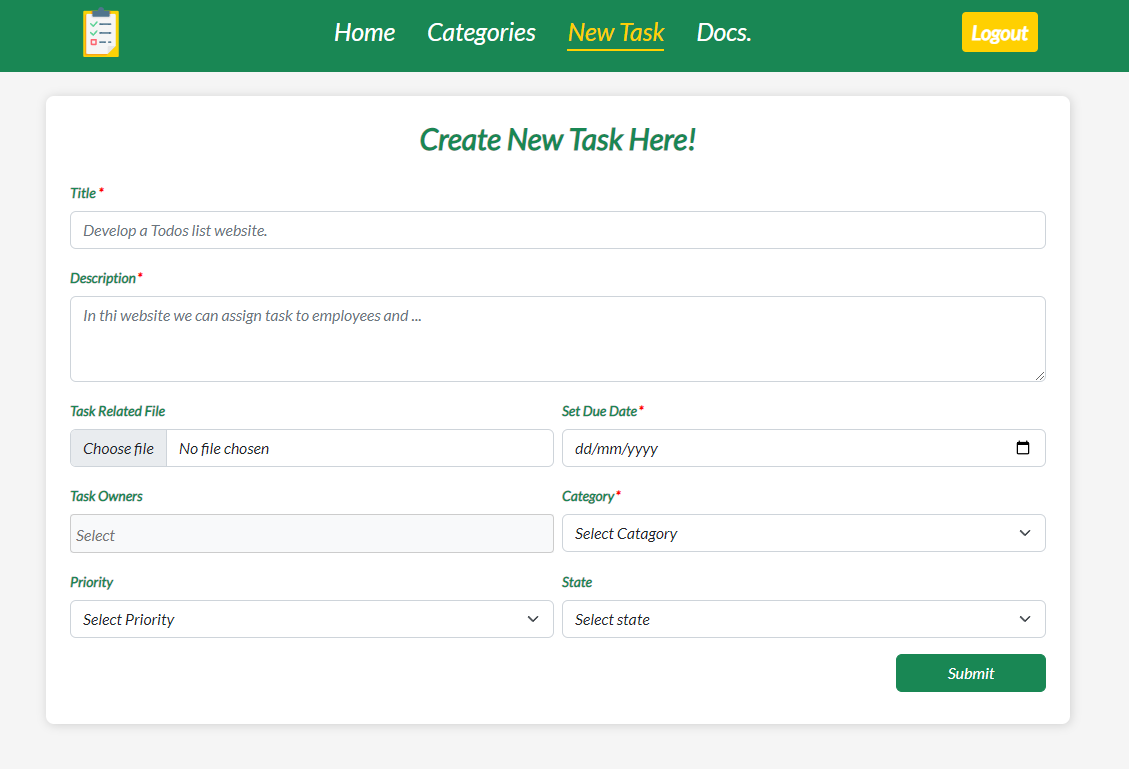 Home Categories New Task Docs. Logout
Create New Task Here!
Title *
Develop a Todos list website.
Description *
In thi website we can assign task to employees and ...
Task Related File Set Due Date *
Choose file No file chosen dd/mm/yyyy
Task Owners Category *
Select Select Catagory
Priority State
Select Priority Select state
Submit